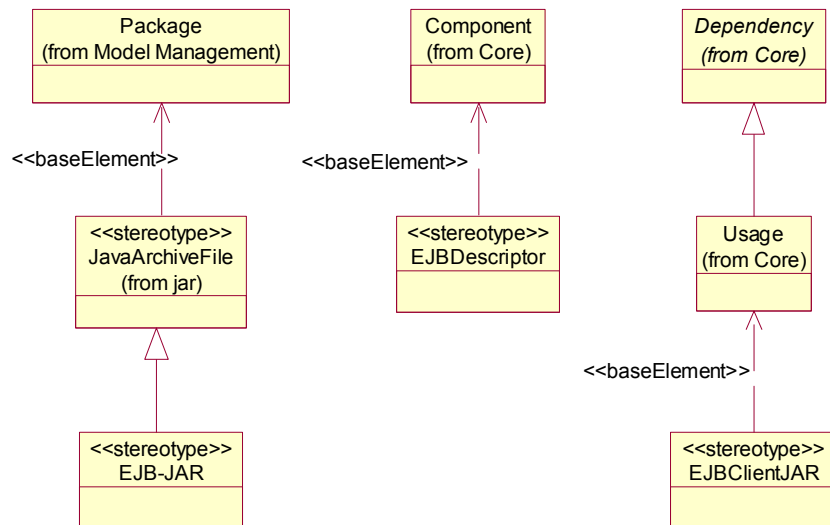 Package
(from Model Management)
Component
(from Core)
Dependency
(from Core)
<<baseElement>>
<<baseElement>>
<<stereotype>>
JavaArchiveFile
(from jar)
<<stereotype>>
EJBDescriptor
Usage
(from Core)
<<baseElement>>
<<stereotype>>
EJB-JAR
<<stereotype>>
EJBClientJAR